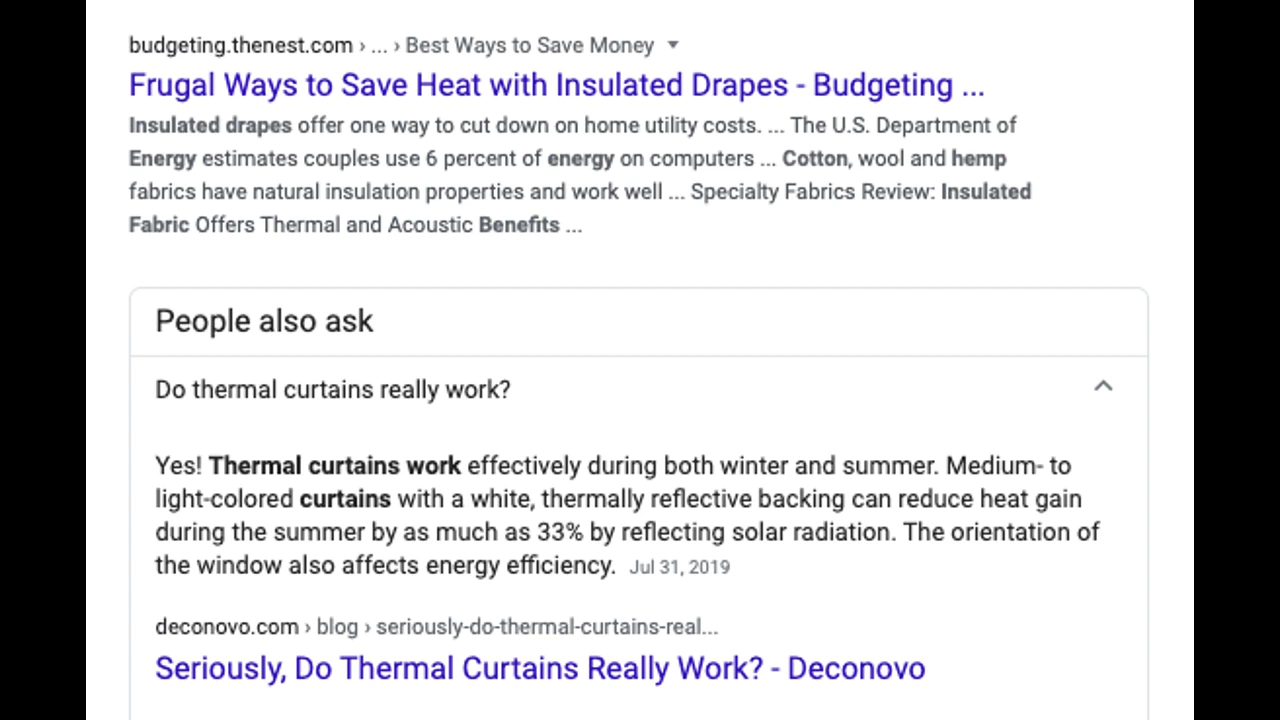 budgeting.thenest.com › ... › Best Ways to Save Money
Frugal Ways to Save Heat with Insulated Drapes - Budgeting ...
Insulated drapes offer one way to cut down on home utility costs. ... The U.S. Department of
Energy estimates couples use 6 percent of energy on computers ... Cotton, wool and hemp
fabrics have natural insulation properties and work well ... Specialty Fabrics Review: Insulated
Fabric Offers Thermal and Acoustic Benefits ...
People also ask
Do thermal curtains really work?
Yes! Thermal curtains work effectively during both winter and summer. Medium- to
light-colored curtains with a white, thermally reflective backing can reduce heat gain
during the summer by as much as 33% by reflecting solar radiation. The orientation of
the window also affects energy efficiency. Jul 31, 2019
deconovo.com › blog › seriously-do-thermal-curtains-real...
Seriously, Do Thermal Curtains Really Work? - Deconovo